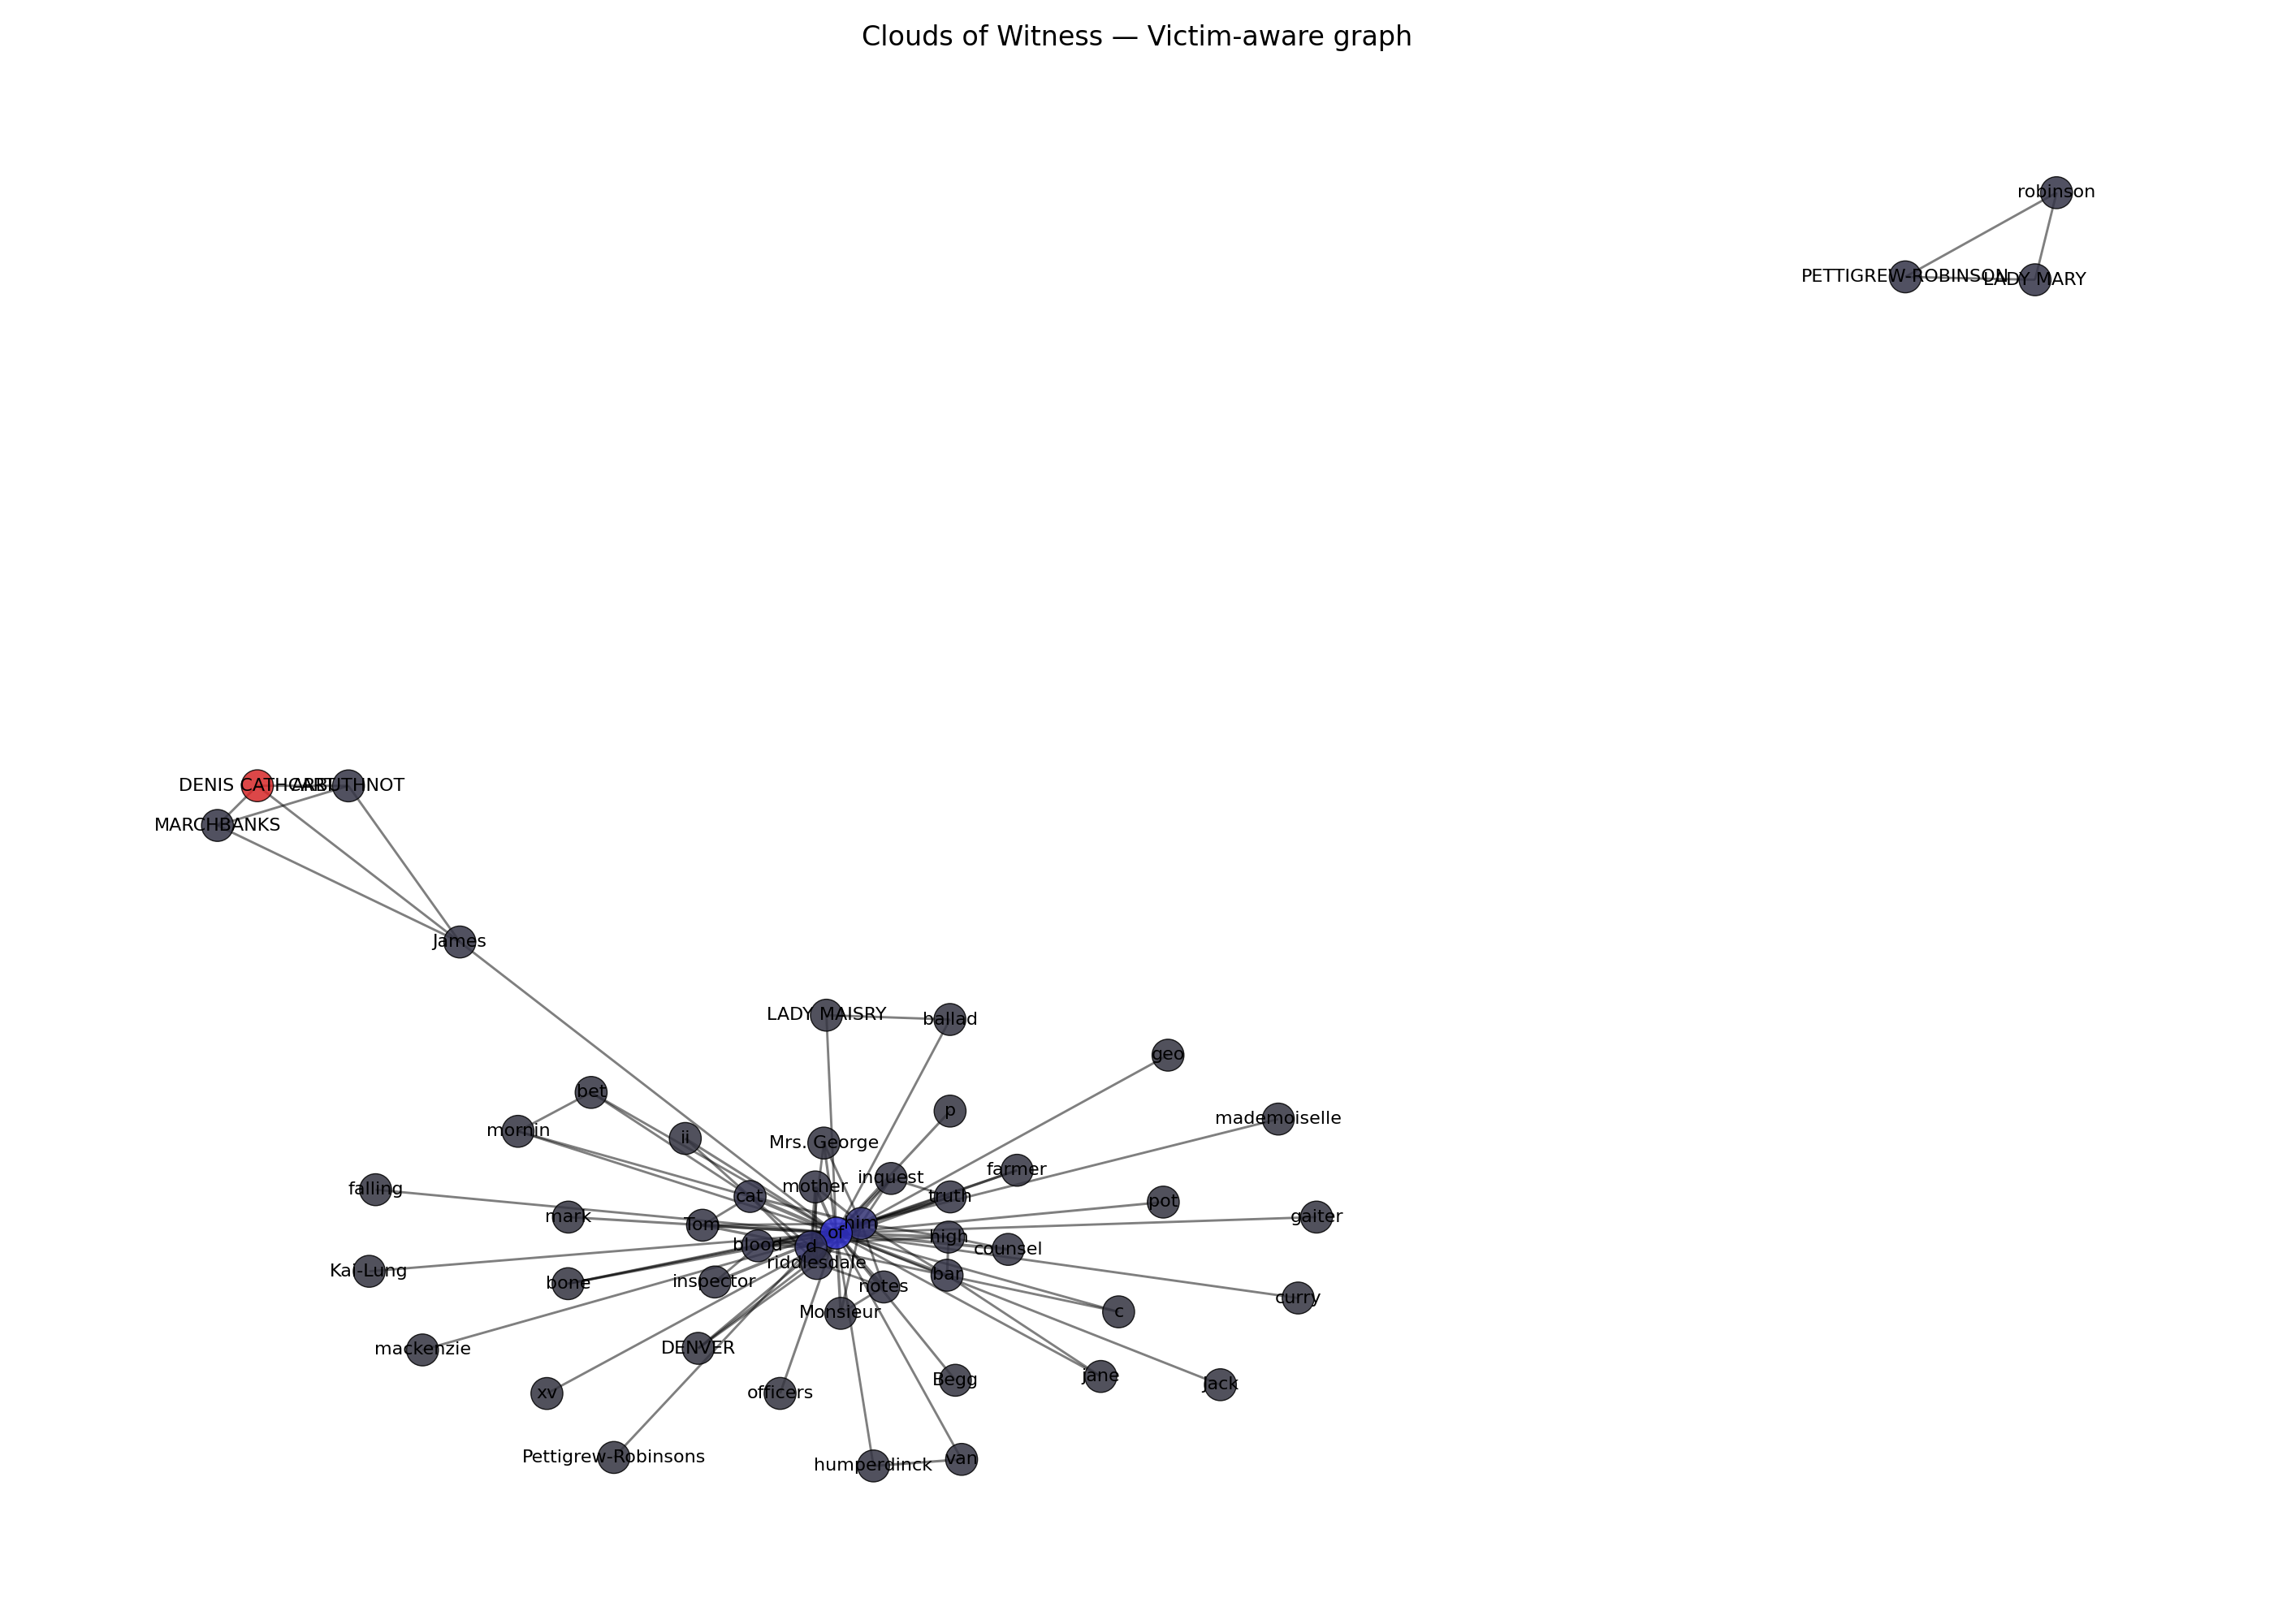 Clouds of Witness — Victim-aware graph
robinson
PETTIGREW-ROBINSON
LADY MARY
DENIS CATHCART
ARBUTHNOT
MARCHBANKS
James
LADY MAISRY
ballad
geo
bet
p
mademoiselle
mornin
ii
Mrs. George
farmer
inquest
falling
mother
cat
truth
pot
mark
Tom
him
gaiter
of
high
blood
d
counsel
riddlesdale
Kai-Lung
bone
inspector
bar
notes
curry
Monsieur
c
mackenzie
DENVER
jane
Begg
Jack
xv
officers
Pettigrew-Robinsons
humperdinck
van